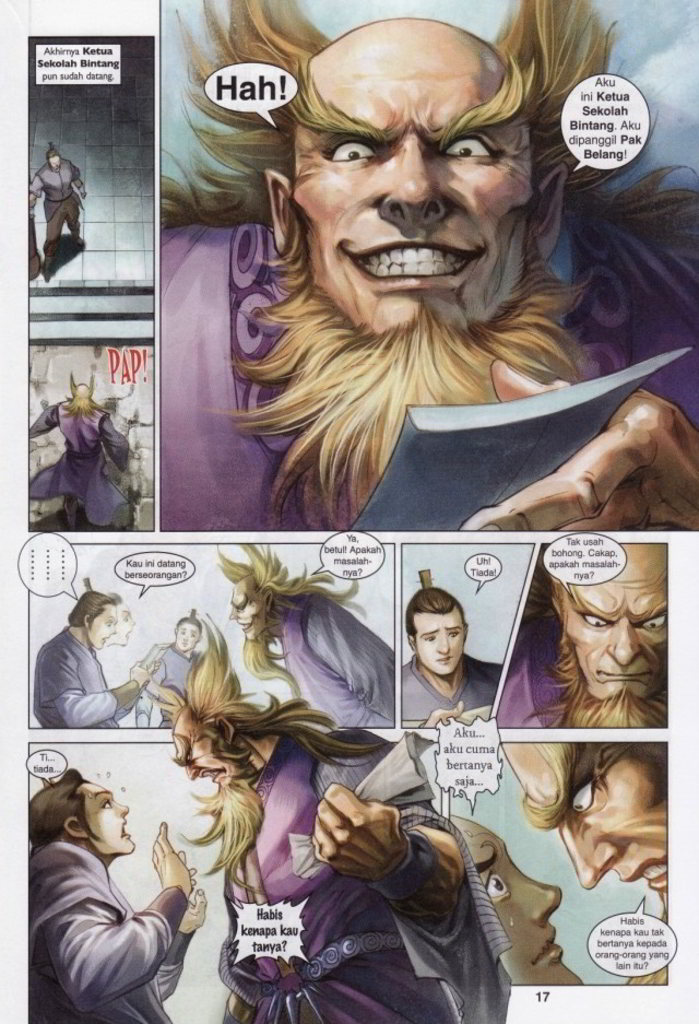 Akhirnya Ketua
Sekolah Bintang
pun sudah datang.
Hah!
Aku
ini Ketua
Sekolah
Bintang. Aku
dipanggil Pak
Belang!
PAP!
Kau ini datang
berseorangan?
Ya,
betul! Apakah
masalah-
nya?
Uh!
Tiada!
Tak usah
bohong. Cakap,
apakah masalah-
nya?
Ti...
tiada...
Habis
kenapa kau
tanya?
Aku...
aku cuma
bertanya
saja...
Habis
kenapa kau tak
bertanya kepada
orang-orang yang
lain itu?
17